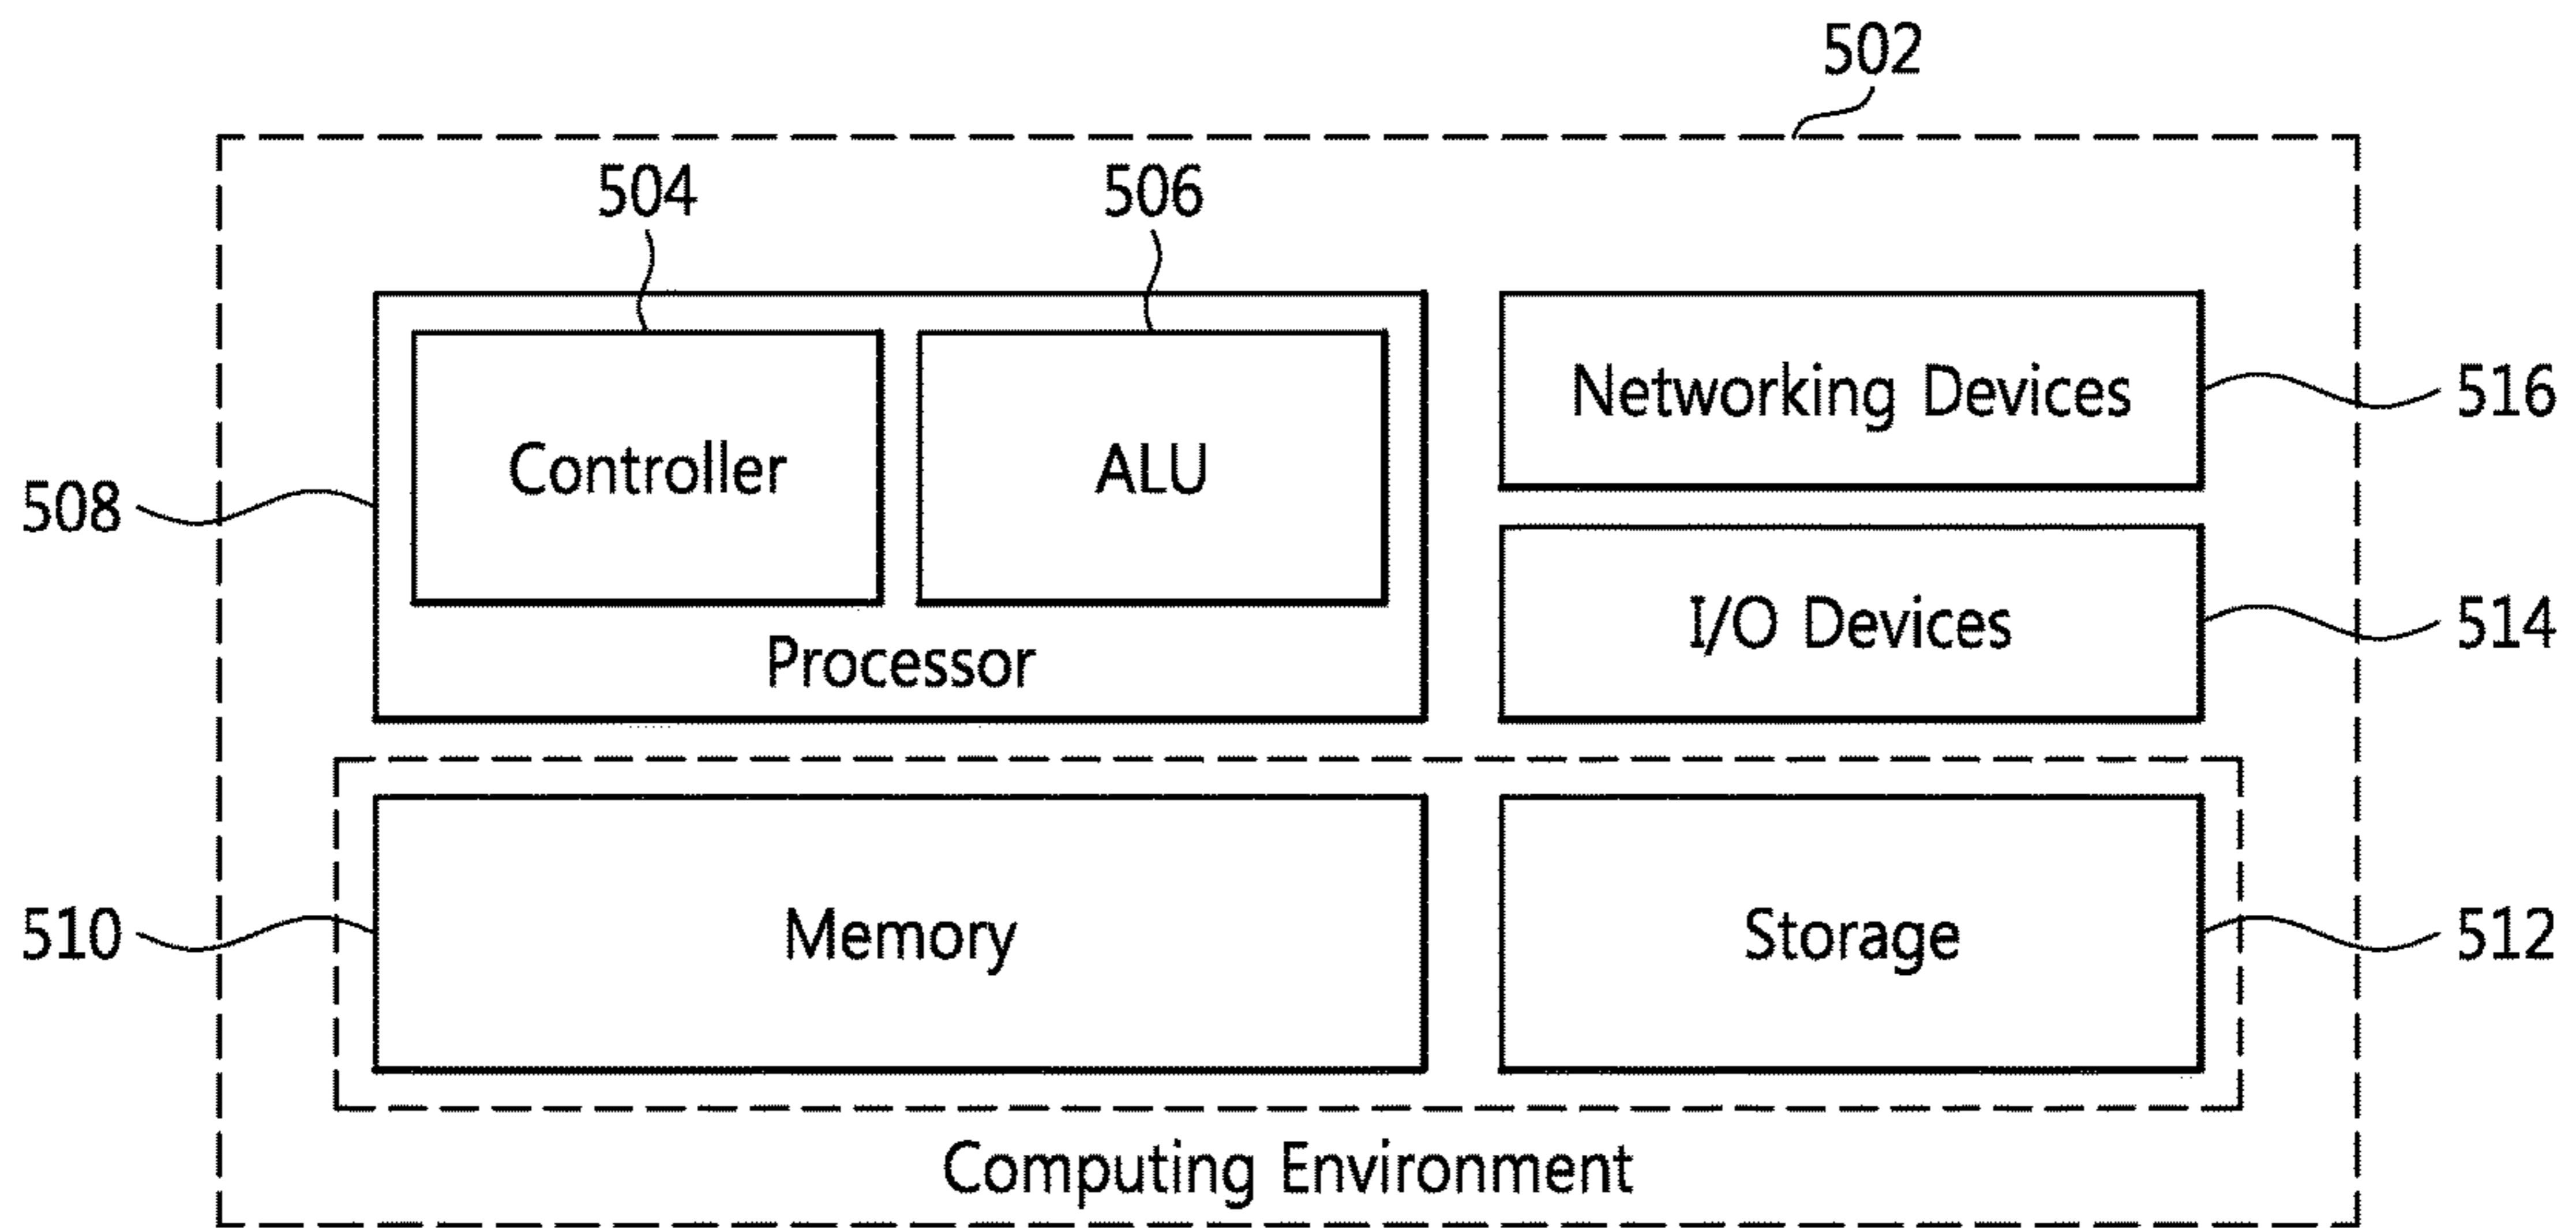 502
504
506
Controller
ALU
Processor
508
Networking Devices
516
I/O Devices
514
Memory
510
Storage
512
Computing Environment